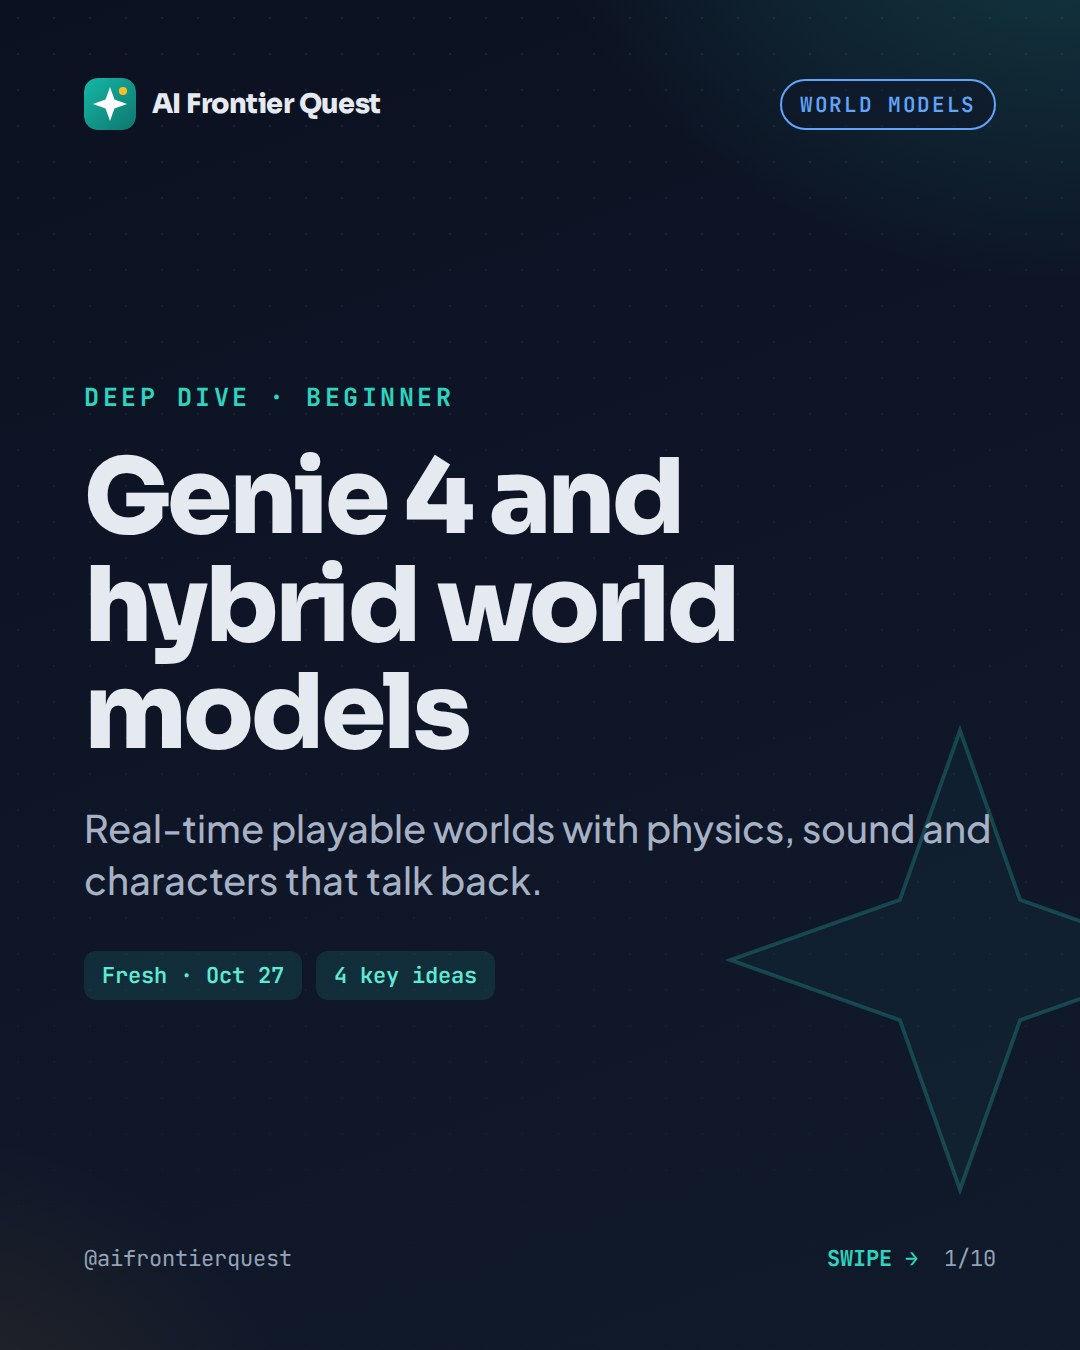 AI Frontier Quest
WORLD MODELS
DEEP DIVE · BEGINNER
Genie 4 and
hybrid world
models
Real-time playable worlds with physics, sound and
characters that talk back.
Fresh · Oct 27
4 key ideas
@aifrontierquest
SWIPE → 1/10